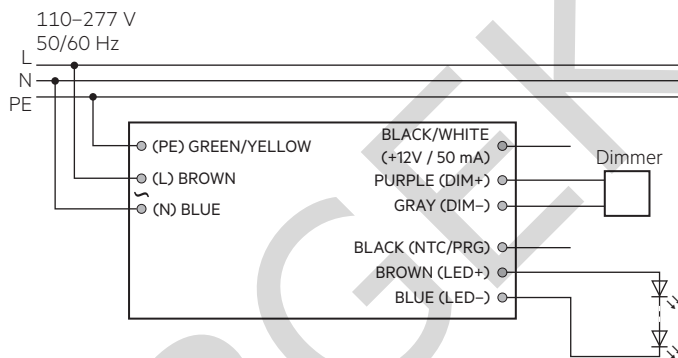 110–277 V
50/60 Hz
L
N
PE
(PE) GREEN/YELLOW
(L) BROWN
~
(N) BLUE
BLACK/WHITE
(+12V / 50 mA)
PURPLE (DIM+)
GRAY (DIM–)
BLACK (NTC/PRG)
BROWN (LED+)
BLUE (LED–)
Dimmer